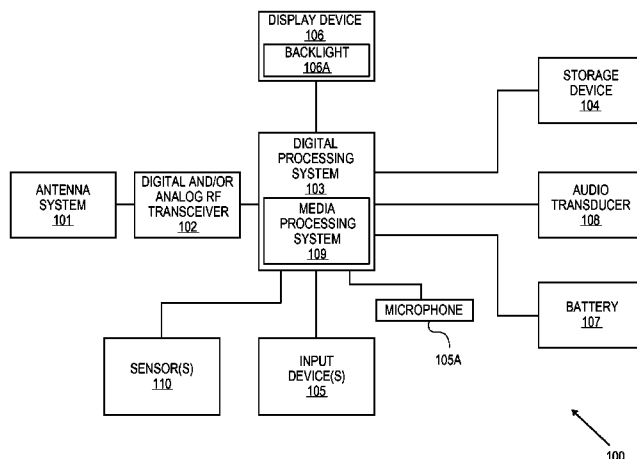 DISPLAY DEVICE
106
BACKLIGHT
106A
STORAGE
DEVICE
104
DIGITAL
PROCESSING
SYSTEM
103
MEDIA
PROCESSING
SYSTEM
109
ANTENNA
SYSTEM
101
DIGITAL AND/OR
ANALOG RF
TRANSCEIVER
102
AUDIO
TRANSDUCER
108
BATTERY
107
MICROPHONE
105A
SENSOR(S)
110
INPUT
DEVICE(S)
105
100